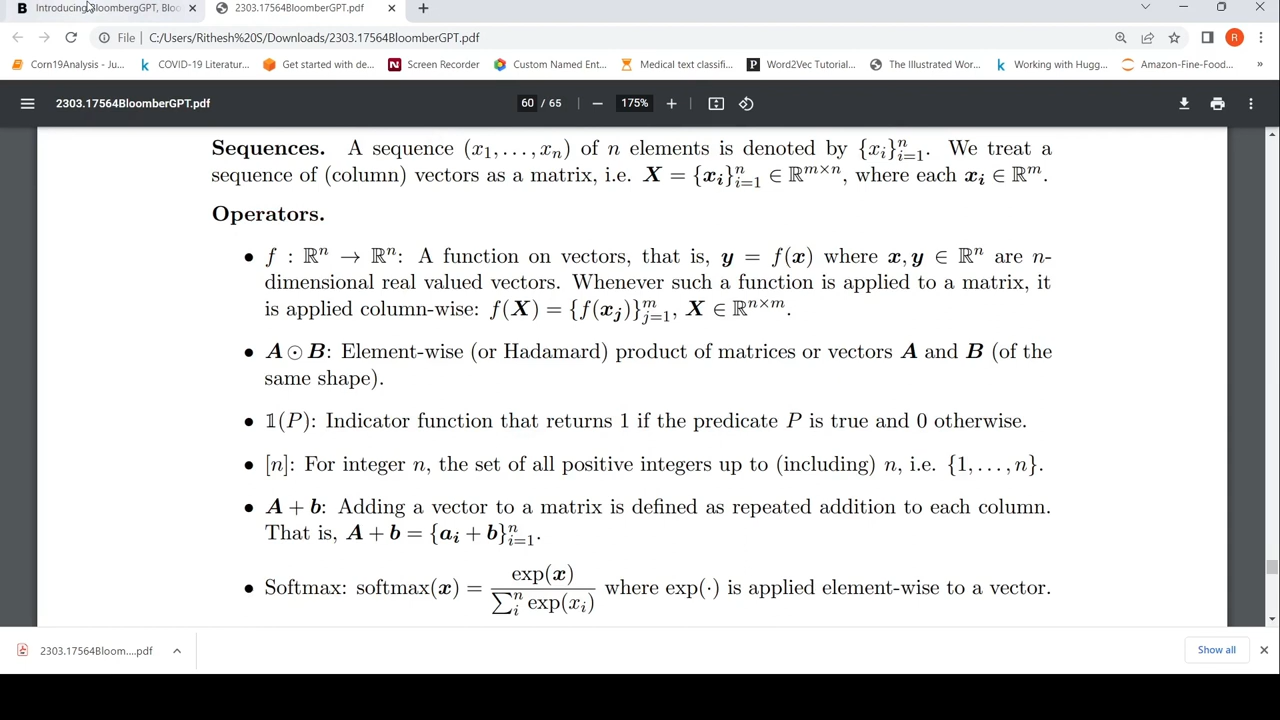 B Introducing BloombergGPT, Bloo
2303.17564BloomberGPT.pdf
File | C:/Users/Rithesh%20S/Downloads/2303.17564BloomberGPT.pdf
R
Corn19Analysis - Ju... COVID-19 Literatur... Get started with de... Screen Recorder Custom Named Ent... Medical text classifi... Word2Vec Tutorial... The Illustrated Wor... Working with Hugg... Amazon-Fine-Food... »
2303.17564BloomberGPT.pdf 60 / 65 175%
Sequences. A sequence (x₁, . . . , xₙ) of n elements is denoted by {xᵢ}ⁿᵢ₌₁. We treat a
sequence of (column) vectors as a matrix, i.e. X = {xᵢ}ⁿᵢ₌₁ ∈ ℝᵐˣⁿ, where each xᵢ ∈ ℝᵐ.
Operators.
• f : ℝⁿ → ℝⁿ: A function on vectors, that is, y = f(x) where x, y ∈ ℝⁿ are n-
dimensional real valued vectors. Whenever such a function is applied to a matrix, it
is applied column-wise: f(X) = {f(xⱼ)}ᵐⱼ₌₁, X ∈ ℝⁿˣᵐ.
• A ⊙ B: Element-wise (or Hadamard) product of matrices or vectors A and B (of the
same shape).
• 𝟙(P): Indicator function that returns 1 if the predicate P is true and 0 otherwise.
• [n]: For integer n, the set of all positive integers up to (including) n, i.e. {1, . . . , n}.
• A + b: Adding a vector to a matrix is defined as repeated addition to each column.
That is, A + b = {aᵢ + b}ⁿᵢ₌₁.
• Softmax: softmax(x) = exp(x) / ∑ⁿᵢ exp(xᵢ) where exp(·) is applied element-wise to a vector.
2303.17564Bloom....pdf
Show all